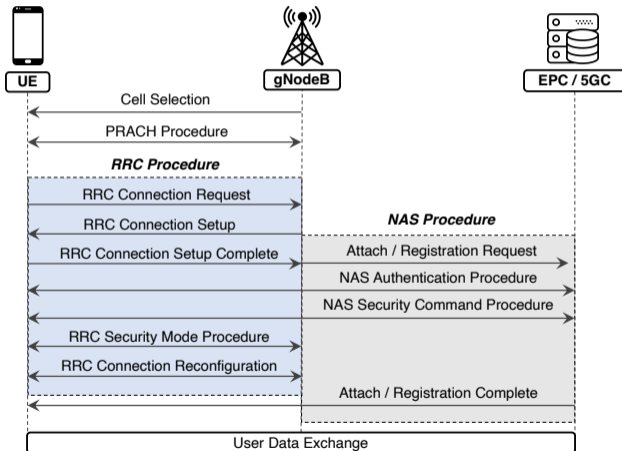 UE
gNodeB
EPC / 5GC
Cell Selection
PRACH Procedure
RRC Procedure
RRC Connection Request
RRC Connection Setup
NAS Procedure
RRC Connection Setup Complete
Attach / Registration Request
NAS Authentication Procedure
NAS Security Command Procedure
RRC Security Mode Procedure
RRC Connection Reconfiguration
Attach / Registration Complete
User Data Exchange